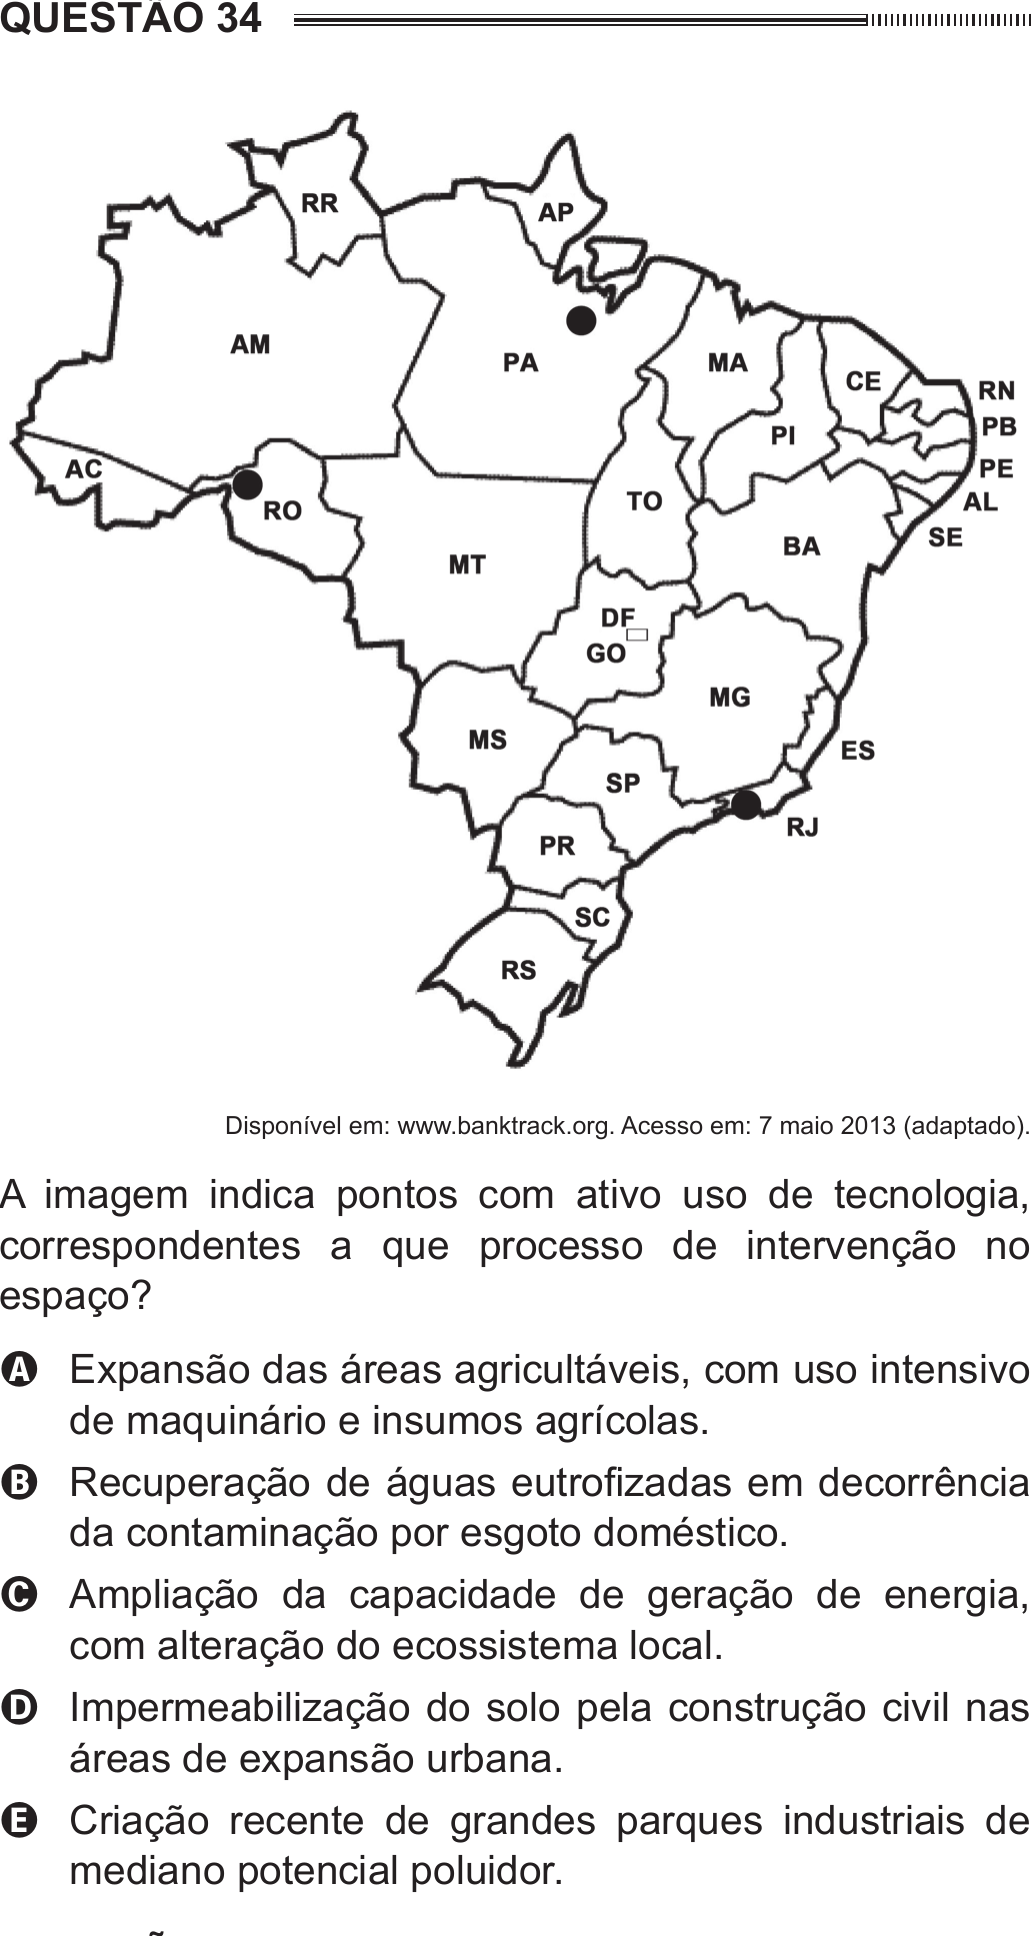 QUESTÃO 34
RR
AP
AM
PA
MA
CE
RN
PB
PI
PE
AC
AL
TO
RO
SE
BA
MT
DF
GO
MG
MS
ES
SP
RJ
PR
SC
RS
Disponível em: www.banktrack.org. Acesso em: 7 maio 2013 (adaptado).
A imagem indica pontos com ativo uso de tecnologia,
correspondentes a que processo de intervenção no
espaço?
A Expansão das áreas agricultáveis, com uso intensivo
de maquinário e insumos agrícolas.
B Recuperação de águas eutrofizadas em decorrência
da contaminação por esgoto doméstico.
C Ampliação da capacidade de geração de energia,
com alteração do ecossistema local.
D Impermeabilização do solo pela construção civil nas
áreas de expansão urbana.
E Criação recente de grandes parques industriais de
mediano potencial poluidor.